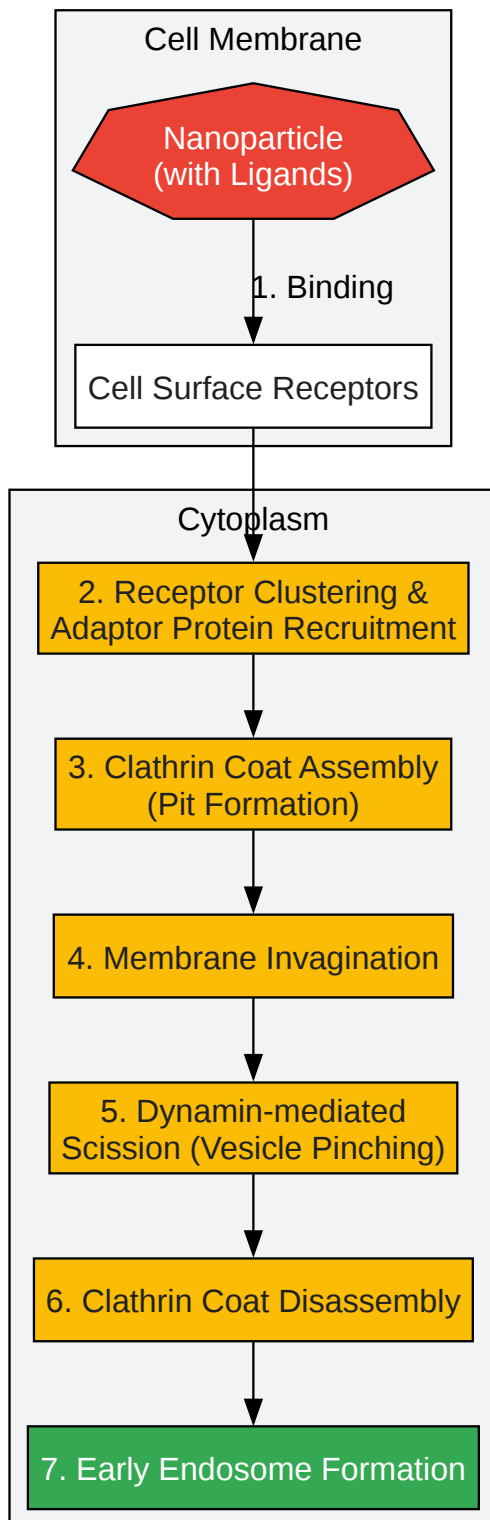 Cell Membrane
Nanoparticle
(with Ligands)
1. Binding
Cell Surface Receptors
Cytoplasm
2. Receptor Clustering &
Adaptor Protein Recruitment
3. Clathrin Coat Assembly
(Pit Formation)
4. Membrane Invagination
5. Dynamin-mediated
Scission (Vesicle Pinching)
6. Clathrin Coat Disassembly
7. Early Endosome Formation